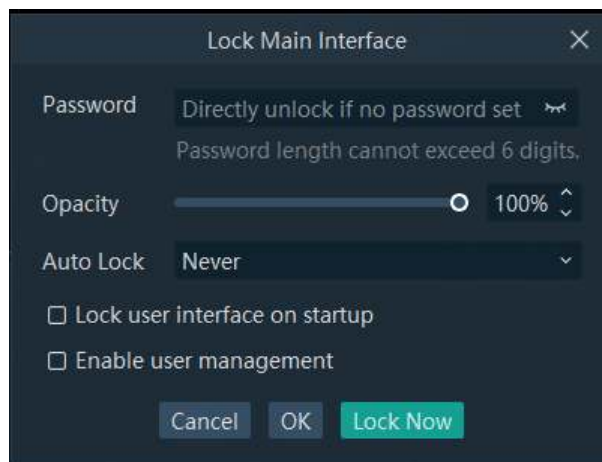 Lock Main Interface
Password
Directly unlock if no password set
Password length cannot exceed 6 digits.
Opacity
100%
Auto Lock
Never
Lock user interface on startup
Enable user management
Cancel
OK
Lock Now